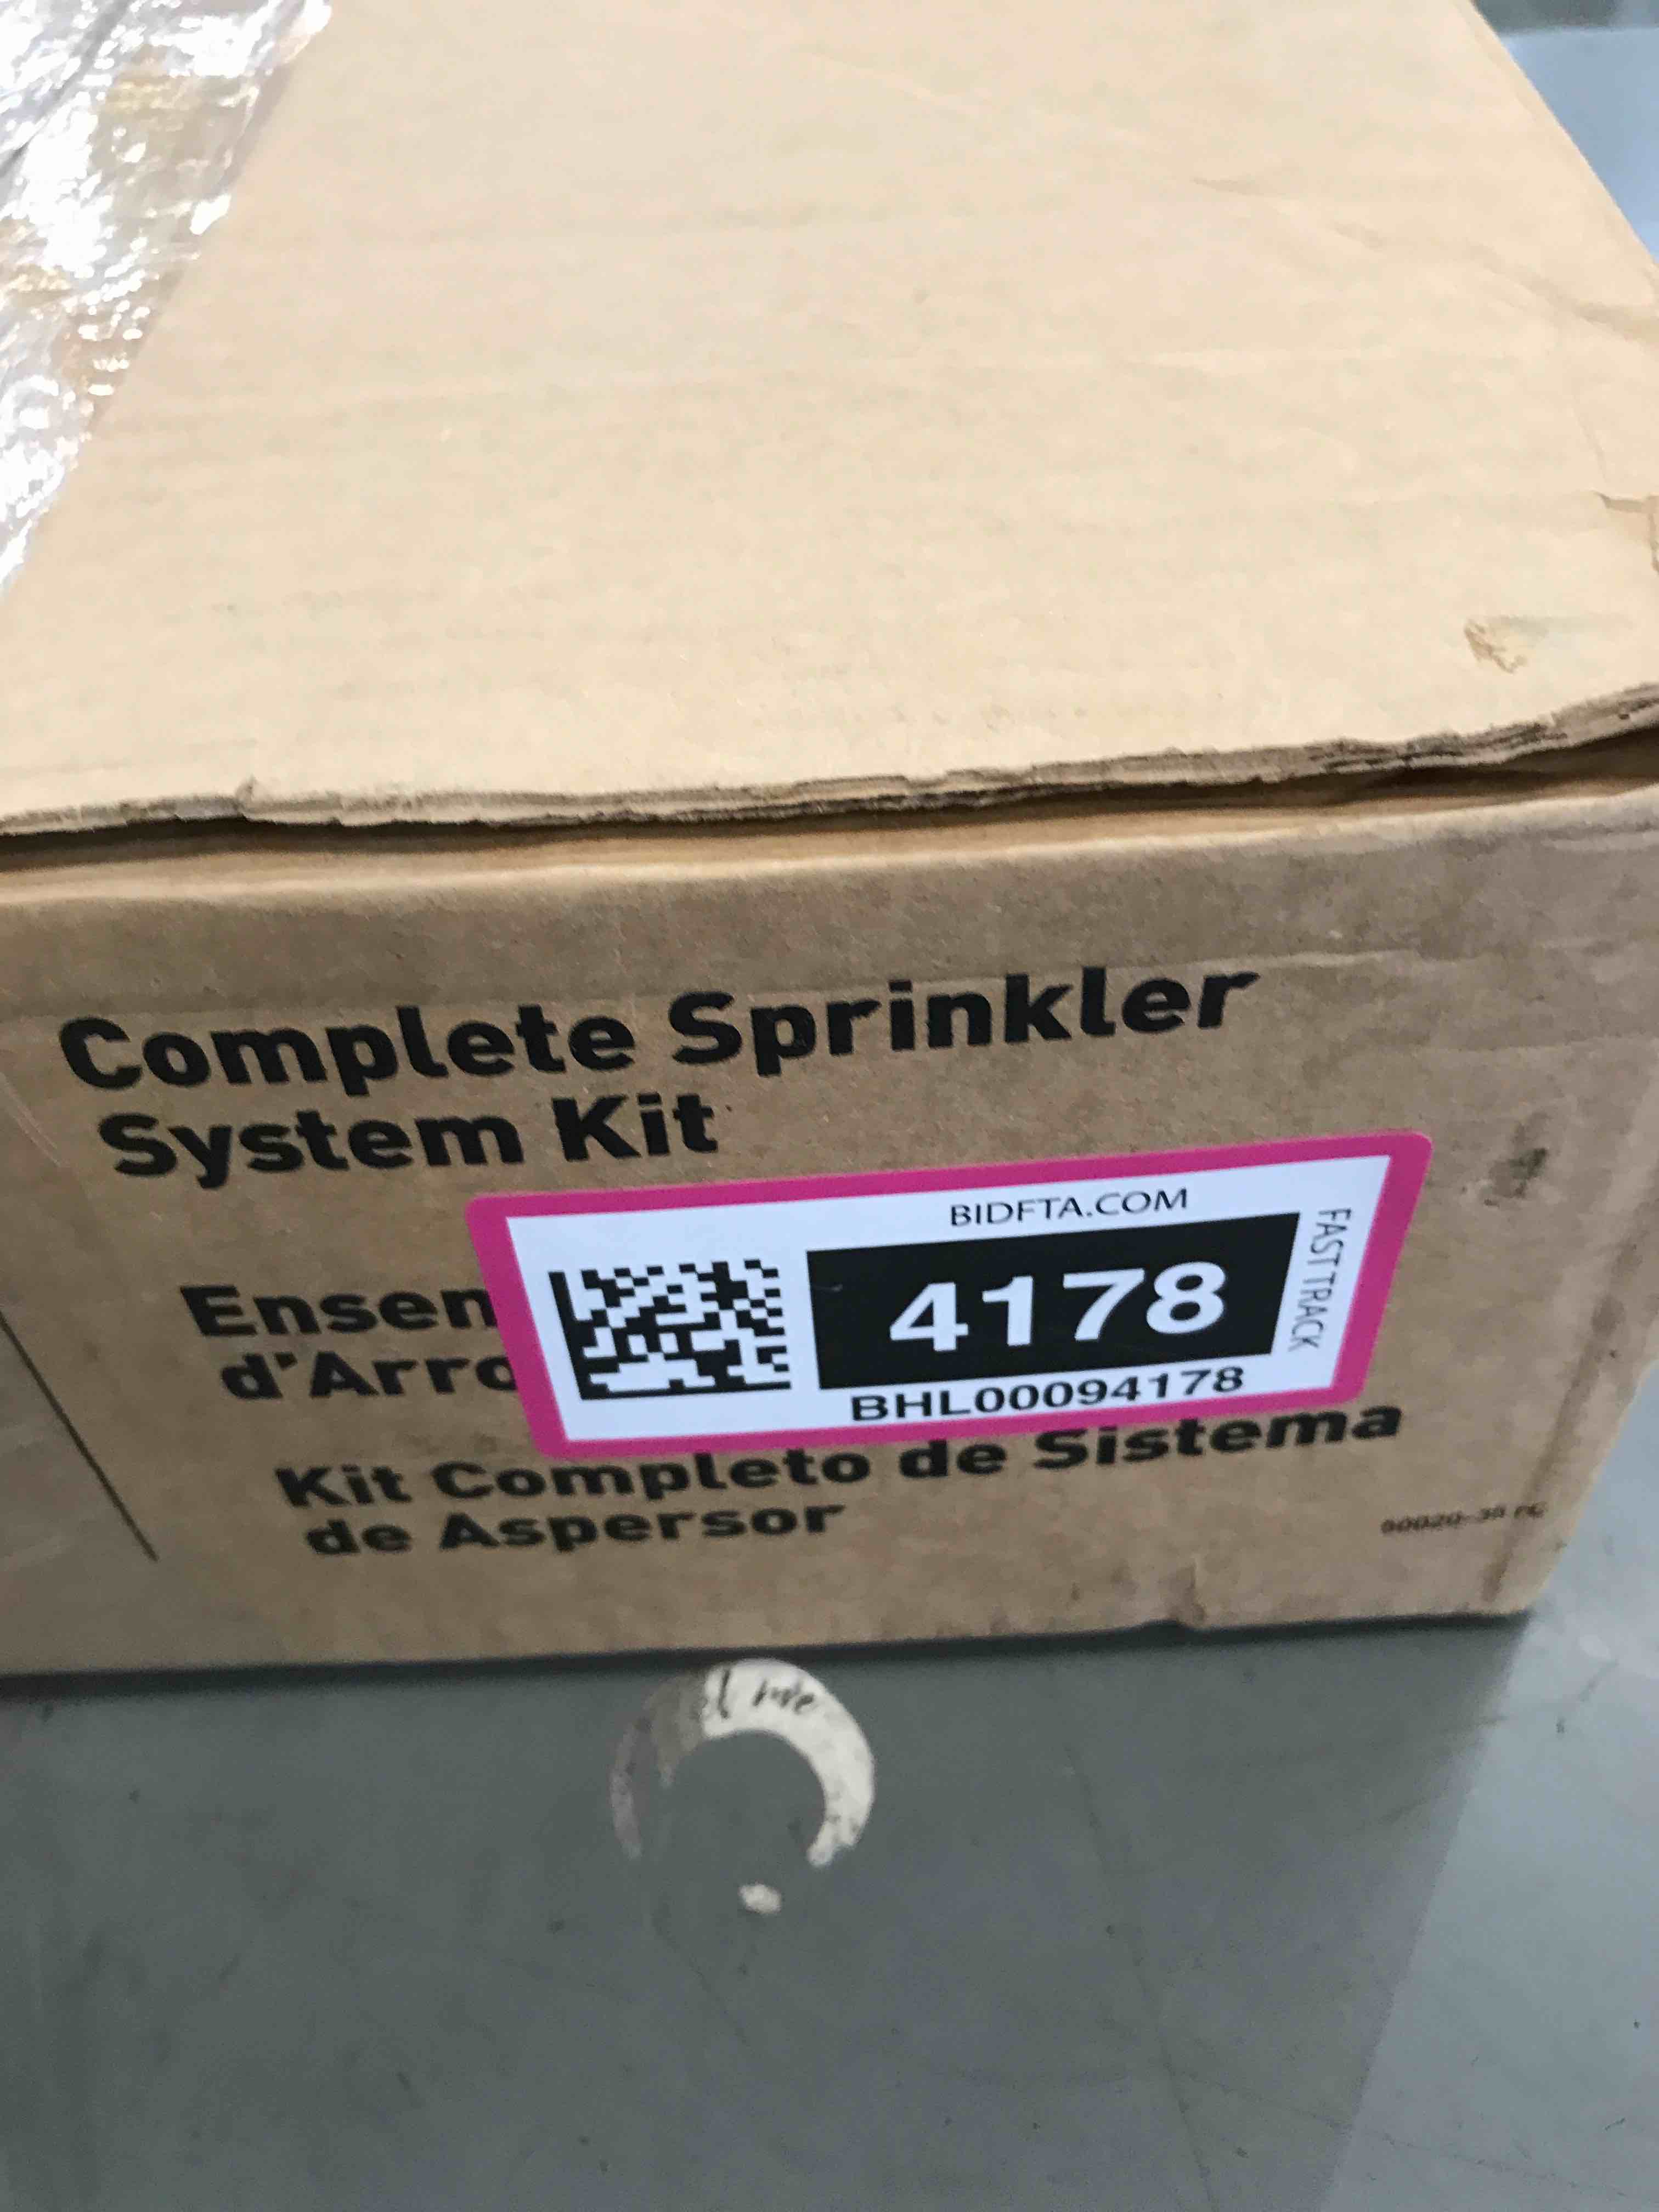 Complete Sprinkler
System Kit
BIDFTA.COM
4178
FAST TRACK
BHL00094178
Ensem
d'Arro
Kit Completo de Sistema
de Aspersor